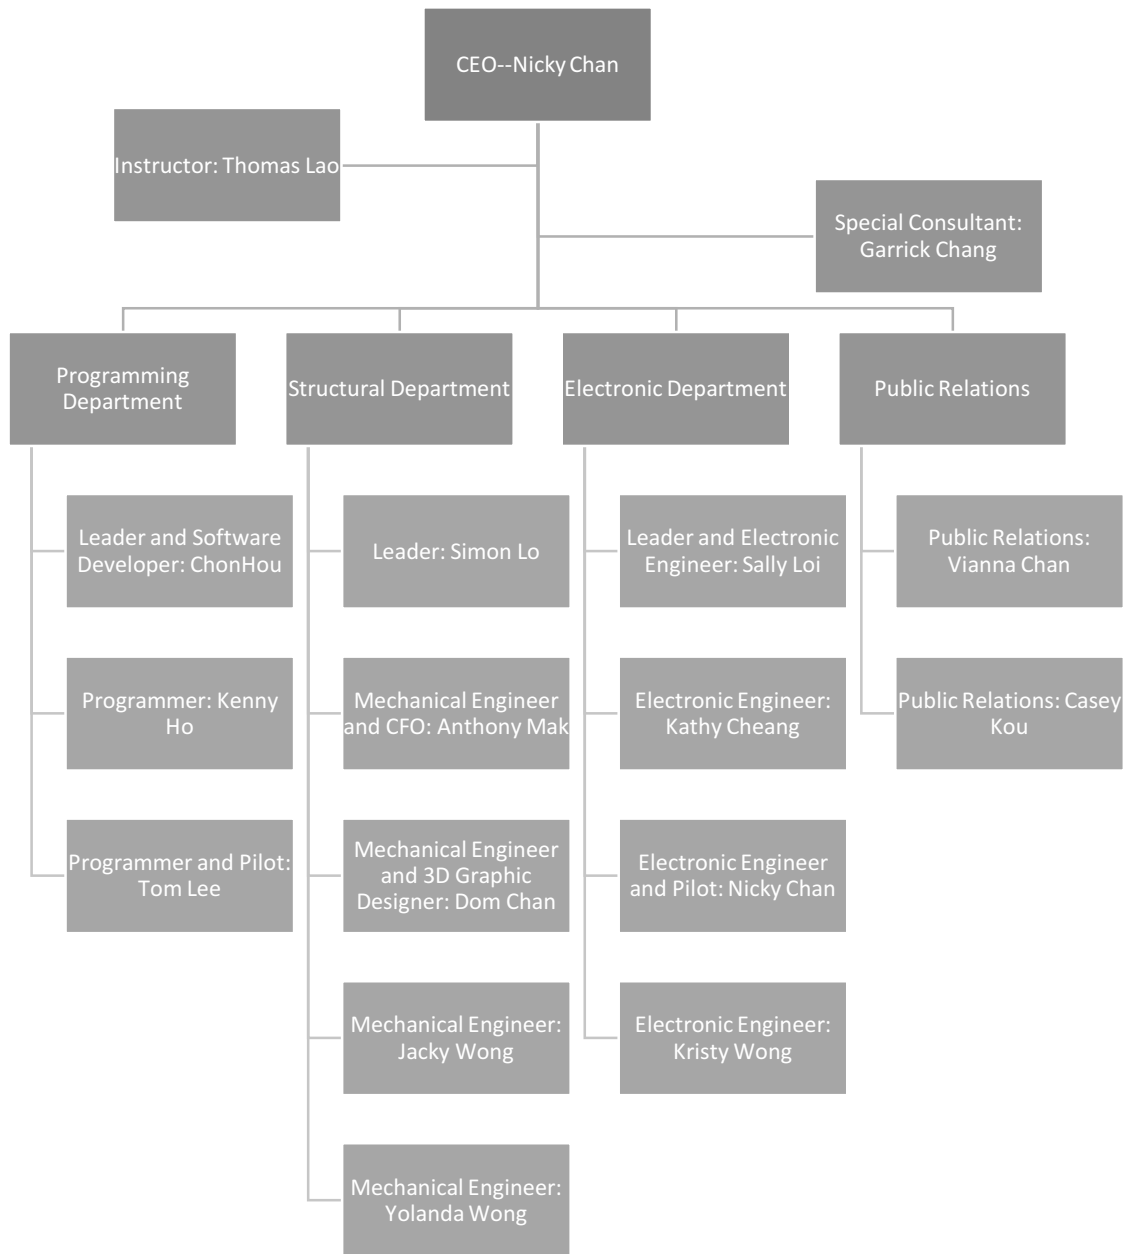 CEO--Nicky Chan
Instructor: Thomas Lao
Special Consultant:
Garrick Chang
Programming
Department
Structural Department
Electronic Department
Public Relations
Leader and Software
Developer: ChonHou
Leader: Simon Lo
Leader and Electronic
Engineer: Sally Loi
Public Relations:
Vianna Chan
Programmer: Kenny
Ho
Mechanical Engineer
and CFO: Anthony Mak
Electronic Engineer:
Kathy Cheang
Public Relations: Casey
Kou
Programmer and Pilot:
Tom Lee
Mechanical Engineer
and 3D Graphic
Designer: Dom Chan
Electronic Engineer
and Pilot: Nicky Chan
Mechanical Engineer:
Jacky Wong
Electronic Engineer:
Kristy Wong
Mechanical Engineer:
Yolanda Wong